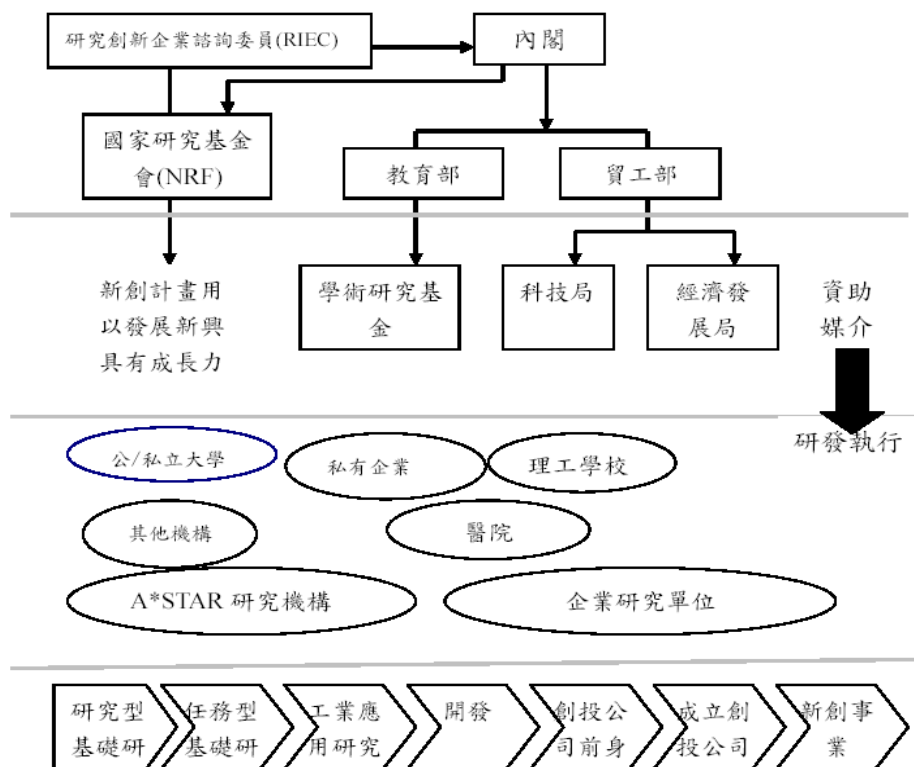 研究創新企業諮詢委員(RIEC)
內閣
國家研究基金
會(NRF)
教育部
貿工部
新創計畫用
以發展新興
具有成長力
學術研究基
金
科技局
經濟發
展局
資助
媒介
研發執行
公/私立大學
私有企業
理工學校
其他機構
醫院
A*STAR 研究機構
企業研究單位
研究型
基礎研
任務型
基礎研
工業應
用研究
開發
創投公
司前身
成立創
投公司
新創事
業